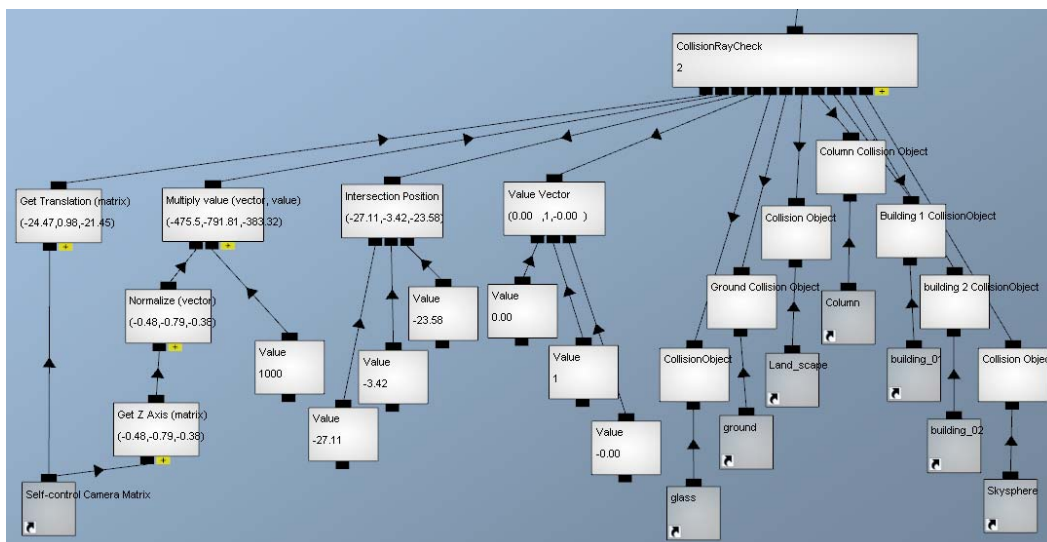 CollisionRayCheck
2
Get Translation (matrix)
(-24.47,0.98,-21.45)
Multiply value (vector, value)
(-475.5,-791.81,-383.32)
Intersection Position
(-27.11,-3.42,-23.58)
Value Vector
(0.00 ,1,-0.00 )
Column Collision Object
Collision Object
Building 1 CollisionObject
Ground Collision Object
building 2 CollisionObject
Normalize (vector)
(-0.48,-0.79,-0.38)
Value
-23.58
Value
0.00
Column
Value
1000
Value
-3.42
Value
1
CollisionObject
Land_scape
building_01
Collision Objec
Get Z Axis (matrix)
(-0.48,-0.79,-0.38)
Value
-27.11
Value
-0.00
ground
building_02
Self-control Camera Matrix
glass
Skysphere